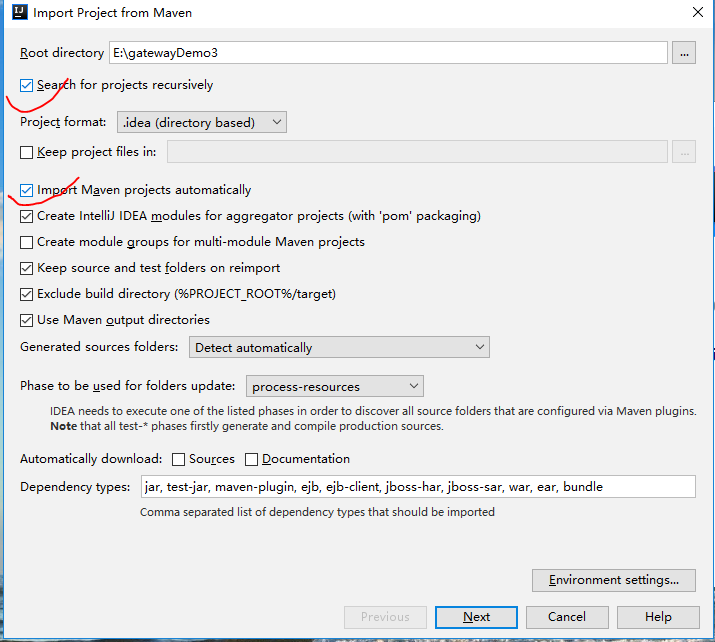 IJ Import Project from Maven
Root directory E:\gatewayDemo3 ...
Search for projects recursively
Project format: .idea (directory based)
Keep project files in: ...
Import Maven projects automatically
Create IntelliJ IDEA modules for aggregator projects (with 'pom' packaging)
Create module groups for multi-module Maven projects
Keep source and test folders on reimport
Exclude build directory (%PROJECT_ROOT%/target)
Use Maven output directories
Generated sources folders: Detect automatically
Phase to be used for folders update: process-resources
IDEA needs to execute one of the listed phases in order to discover all source folders that are configured via Maven plugins.
Note that all test-* phases firstly generate and compile production sources.
Automatically download: Sources Documentation
Dependency types: jar, test-jar, maven-plugin, ejb, ejb-client, jboss-har, jboss-sar, war, ear, bundle
Comma separated list of dependency types that should be imported
Environment settings...
Previous Next Cancel Help